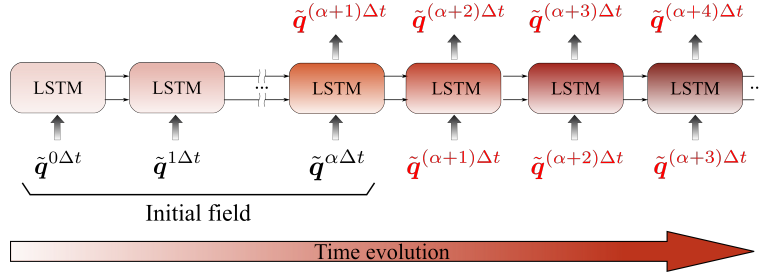 q̃^(α+1)Δt q̃^(α+2)Δt q̃^(α+3)Δt q̃^(α+4)Δt
LSTM LSTM ... LSTM LSTM LSTM LSTM ...
q̃^0Δt q̃^1Δt q̃^αΔt q̃^(α+1)Δt q̃^(α+2)Δt q̃^(α+3)Δt
Initial field
Time evolution